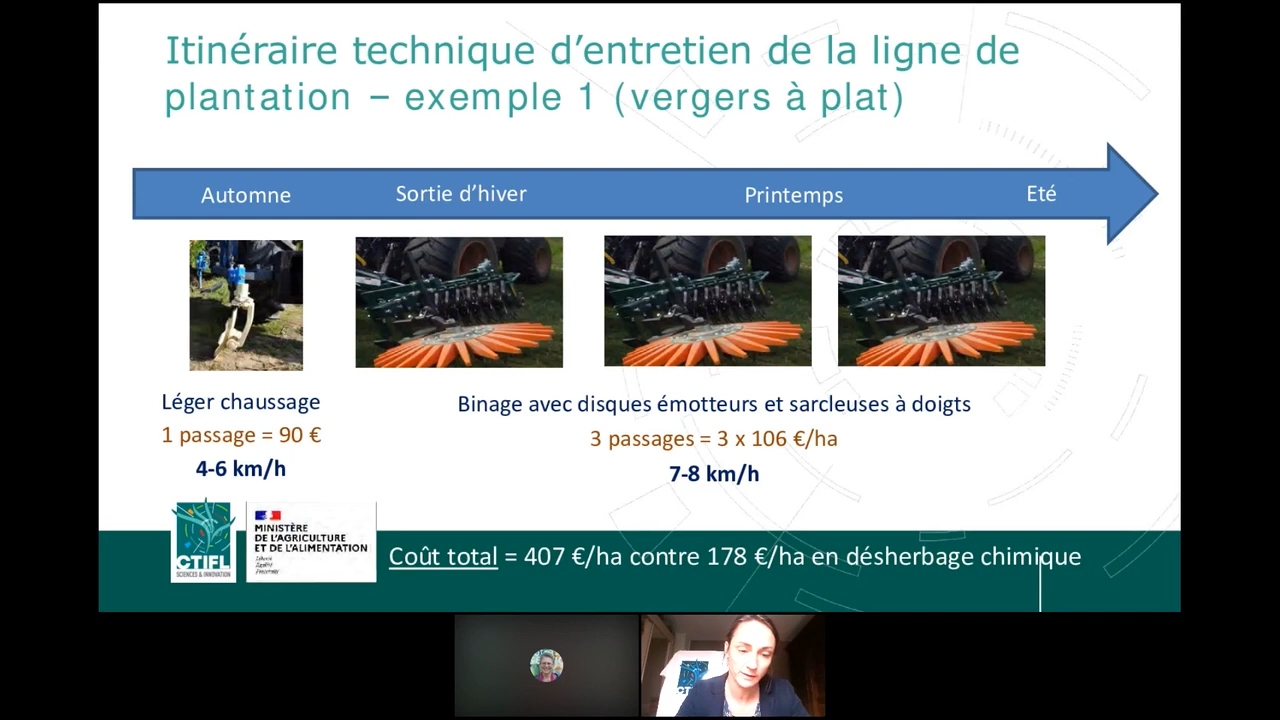 Itinéraire technique d’entretien de la ligne de
plantation – exemple 1 (vergers à plat)
Automne
Sortie d’hiver
Printemps
Eté
Léger chaussage
1 passage = 90 €
4-6 km/h
Binage avec disques émotteurs et sarcleuses à doigts
3 passages = 3 x 106 €/ha
7-8 km/h
CTIFL
SCIENCES & INNOVATION
MINISTÈRE
DE L'AGRICULTURE
ET DE L'ALIMENTATION
Liberté
Égalité
Fraternité
Coût total = 407 €/ha contre 178 €/ha en désherbage chimique